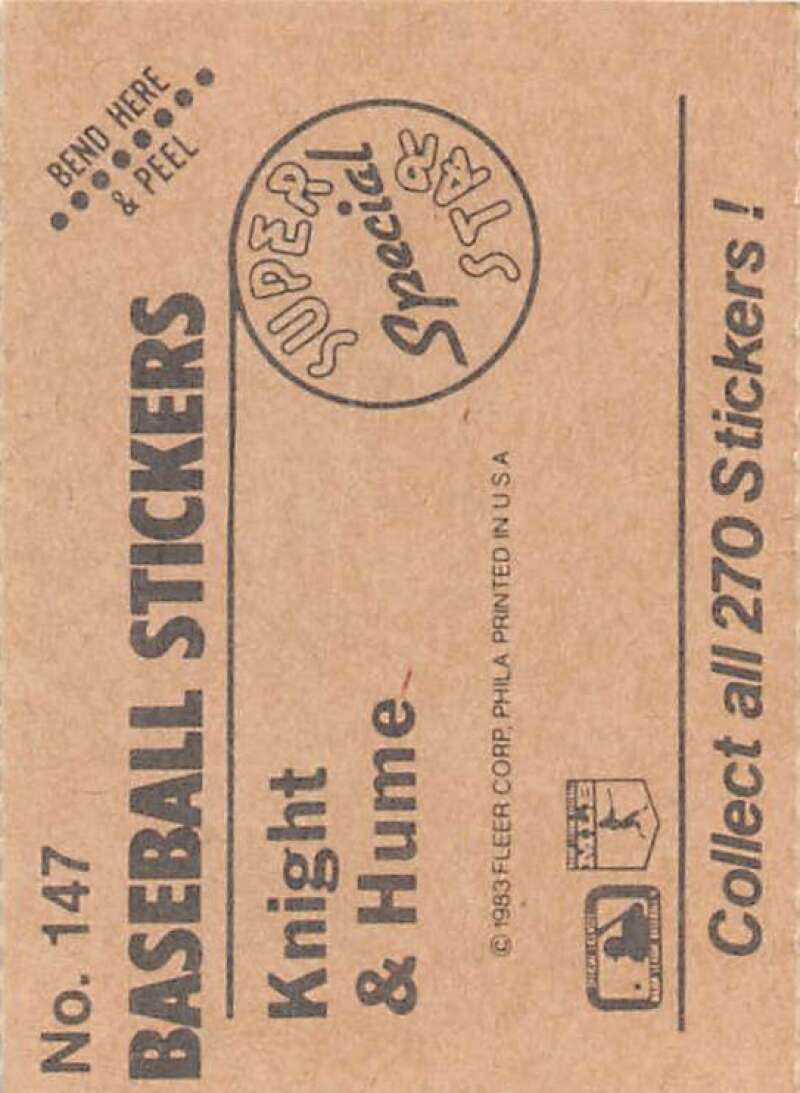 No. 147
BEND HERE
& PEEL
BASEBALL STICKERS
Knight
& Hume
SUPER
Special
STAR
© 1983 FLEER CORP, PHILA PRINTED IN U S A
Collect all 270 Stickers !